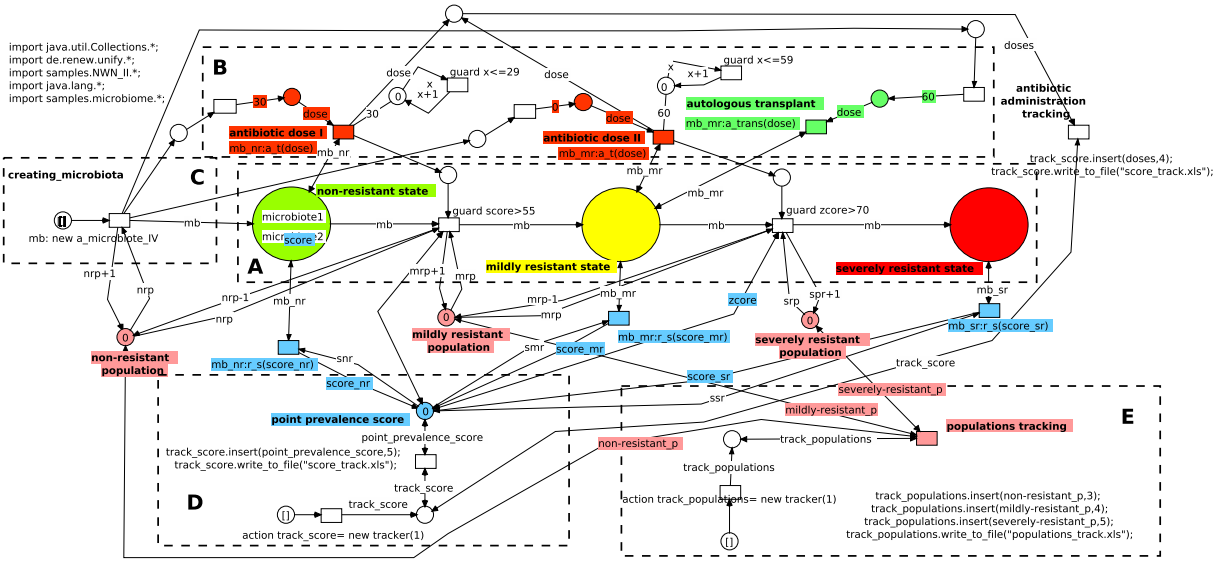 import java.util.Collections.*;
import de.renew.unify.*;
import samples.NWN_II.*;
import java.lang.*;
import samples.microbiome.*;
B
30
dose
antibiotic dose I
mb_nr:a_t(dose)
mb_nr
dose
30
0
x
x+1
guard x<=29
dose
0
dose
antibiotic dose II
mb_mr:a_t(dose)
mb_mr
60
0
x
x+1
guard x<=59
autologous transplant
mb_mr:a_trans(dose)
dose
60
mb_mr
doses
antibiotic
administration
tracking
track_score.insert(doses,4);
track_score.write_to_file("score_track.xls");
creating_microbiota
C
[]
mb: new a_microbiote_IV
mb
nrp+1
nrp
non-resistant state
microbiote1
score
A
mb
guard score>55
mb
mildly resistant state
mb
guard zcore>70
mb
severely resistant state
nrp-1
nrp
mrp+1
mrp
mrp-1
mrp
srp
spr+1
mb_nr
mb_mr
mb_sr
zcore
0
non-resistant
population
0
mildly resistant
population
0
severely resistant
population
mb_nr:r_s(score_nr)
snr
score_nr
mb_mr:r_s(score_mr)
smr
score_mr
mb_sr:r_s(score_sr)
score_sr
ssr
track_score
point prevalence score
0
point_prevalence_score
track_score.insert(point_prevalence_score,5);
track_score.write_to_file("score_track.xls");
track_score
D
[]
track_score
action track_score= new tracker(1)
severely-resistant_p
mildly-resistant_p
non-resistant_p
E
populations tracking
track_populations
track_populations
action track_populations= new tracker(1)
[]
track_populations.insert(non-resistant_p,3);
track_populations.insert(mildly-resistant_p,4);
track_populations.insert(severely-resistant_p,5);
track_populations.write_to_file("populations_track.xls");